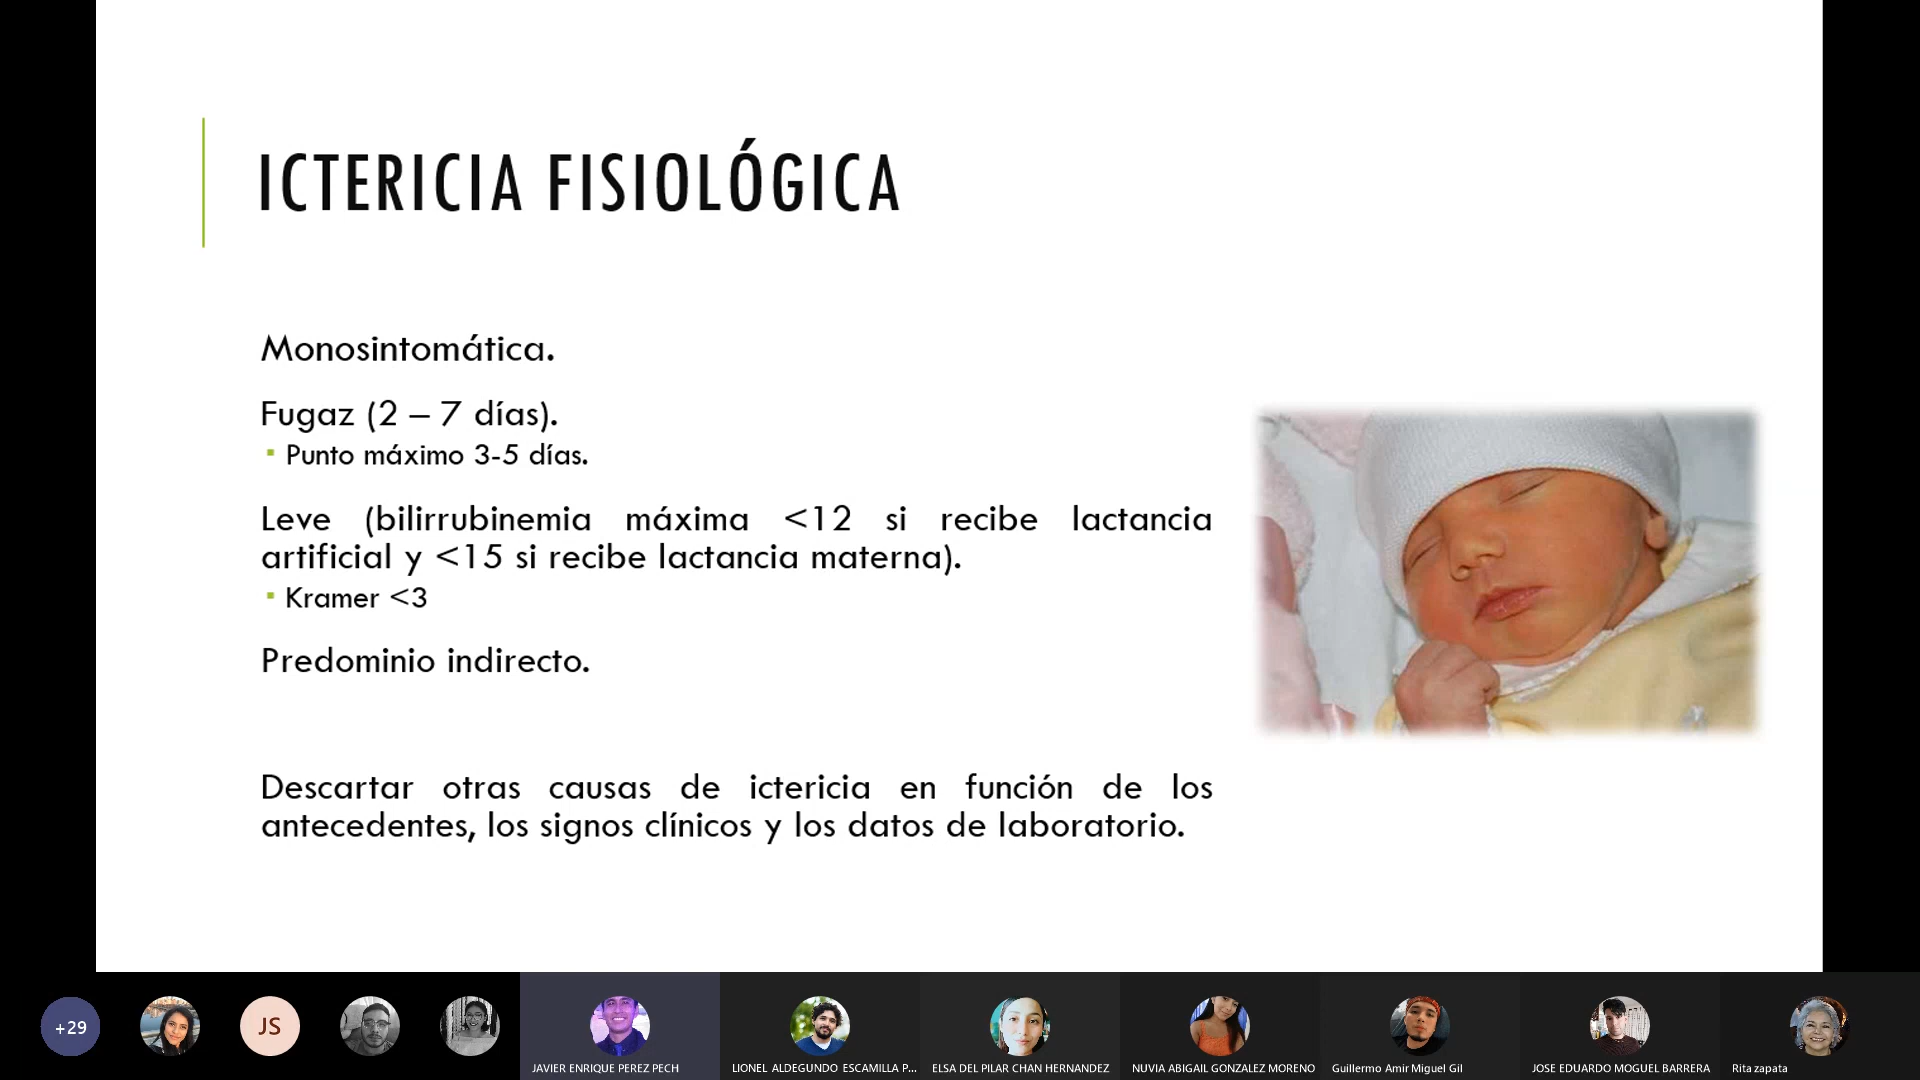 ICTERICIA FISIOLÓGICA
Monosintomática.
Fugaz (2 – 7 días).
▪ Punto máximo 3-5 días.
Leve (bilirrubinemia máxima <12 si recibe lactancia
artificial y <15 si recibe lactancia materna).
▪ Kramer <3
Predominio indirecto.
Descartar otras causas de ictericia en función de los
antecedentes, los signos clínicos y los datos de laboratorio.
+29
JS
JAVIER ENRIQUE PEREZ PECH
LIONEL ALDEGUNDO ESCAMILLA P...
ELSA DEL PILAR CHAN HERNANDEZ
NUVIA ABIGAIL GONZALEZ MORENO
Guillermo Amir Miguel Gil
JOSE EDUARDO MOGUEL BARRERA
Rita zapata